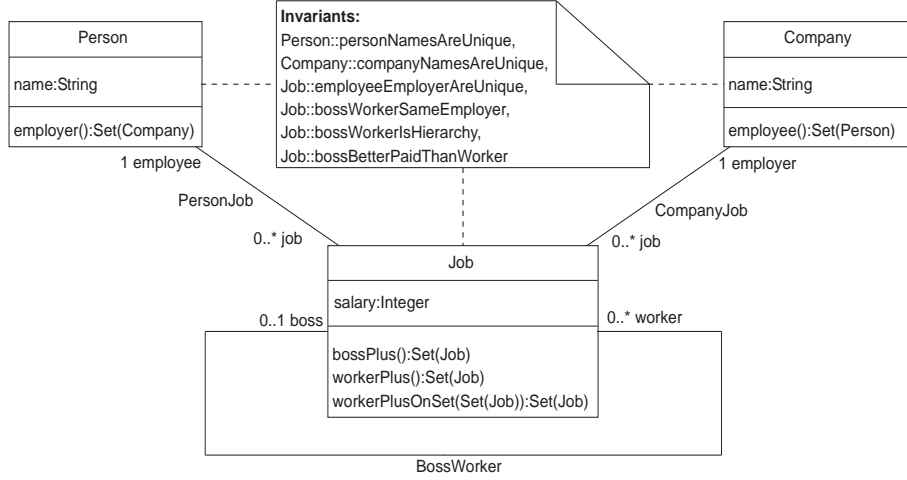 Person
name:String
employer():Set(Company)
Invariants:
Person::personNamesAreUnique,
Company::companyNamesAreUnique,
Job::employeeEmployerAreUnique,
Job::bossWorkerSameEmployer,
Job::bossWorkerIsHierarchy,
Job::bossBetterPaidThanWorker
Company
name:String
employee():Set(Person)
1 employee
PersonJob
0..* job
1 employer
CompanyJob
0..* job
Job
salary:Integer
bossPlus():Set(Job)
workerPlus():Set(Job)
workerPlusOnSet(Set(Job)):Set(Job)
0..1 boss
0..* worker
BossWorker